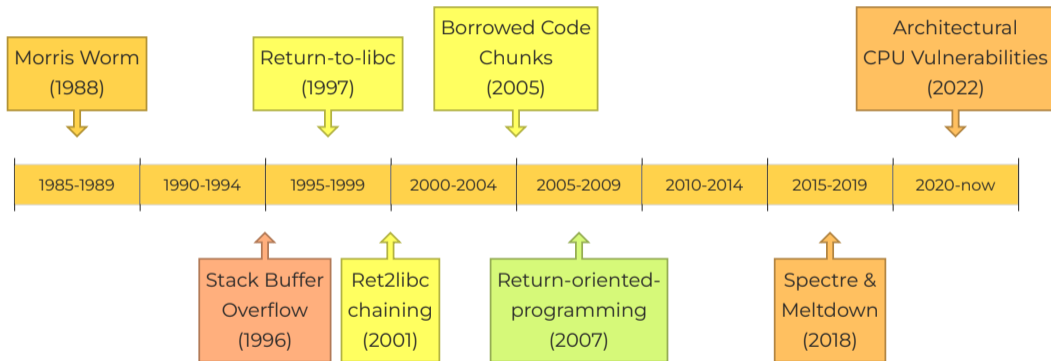 Morris Worm
(1988)
Return-to-libc
(1997)
Borrowed Code
Chunks
(2005)
Architectural
CPU Vulnerabilities
(2022)
1985-1989
1990-1994
1995-1999
2000-2004
2005-2009
2010-2014
2015-2019
2020-now
Stack Buffer
Overflow
(1996)
Ret2libc
chaining
(2001)
Return-oriented-
programming
(2007)
Spectre &
Meltdown
(2018)